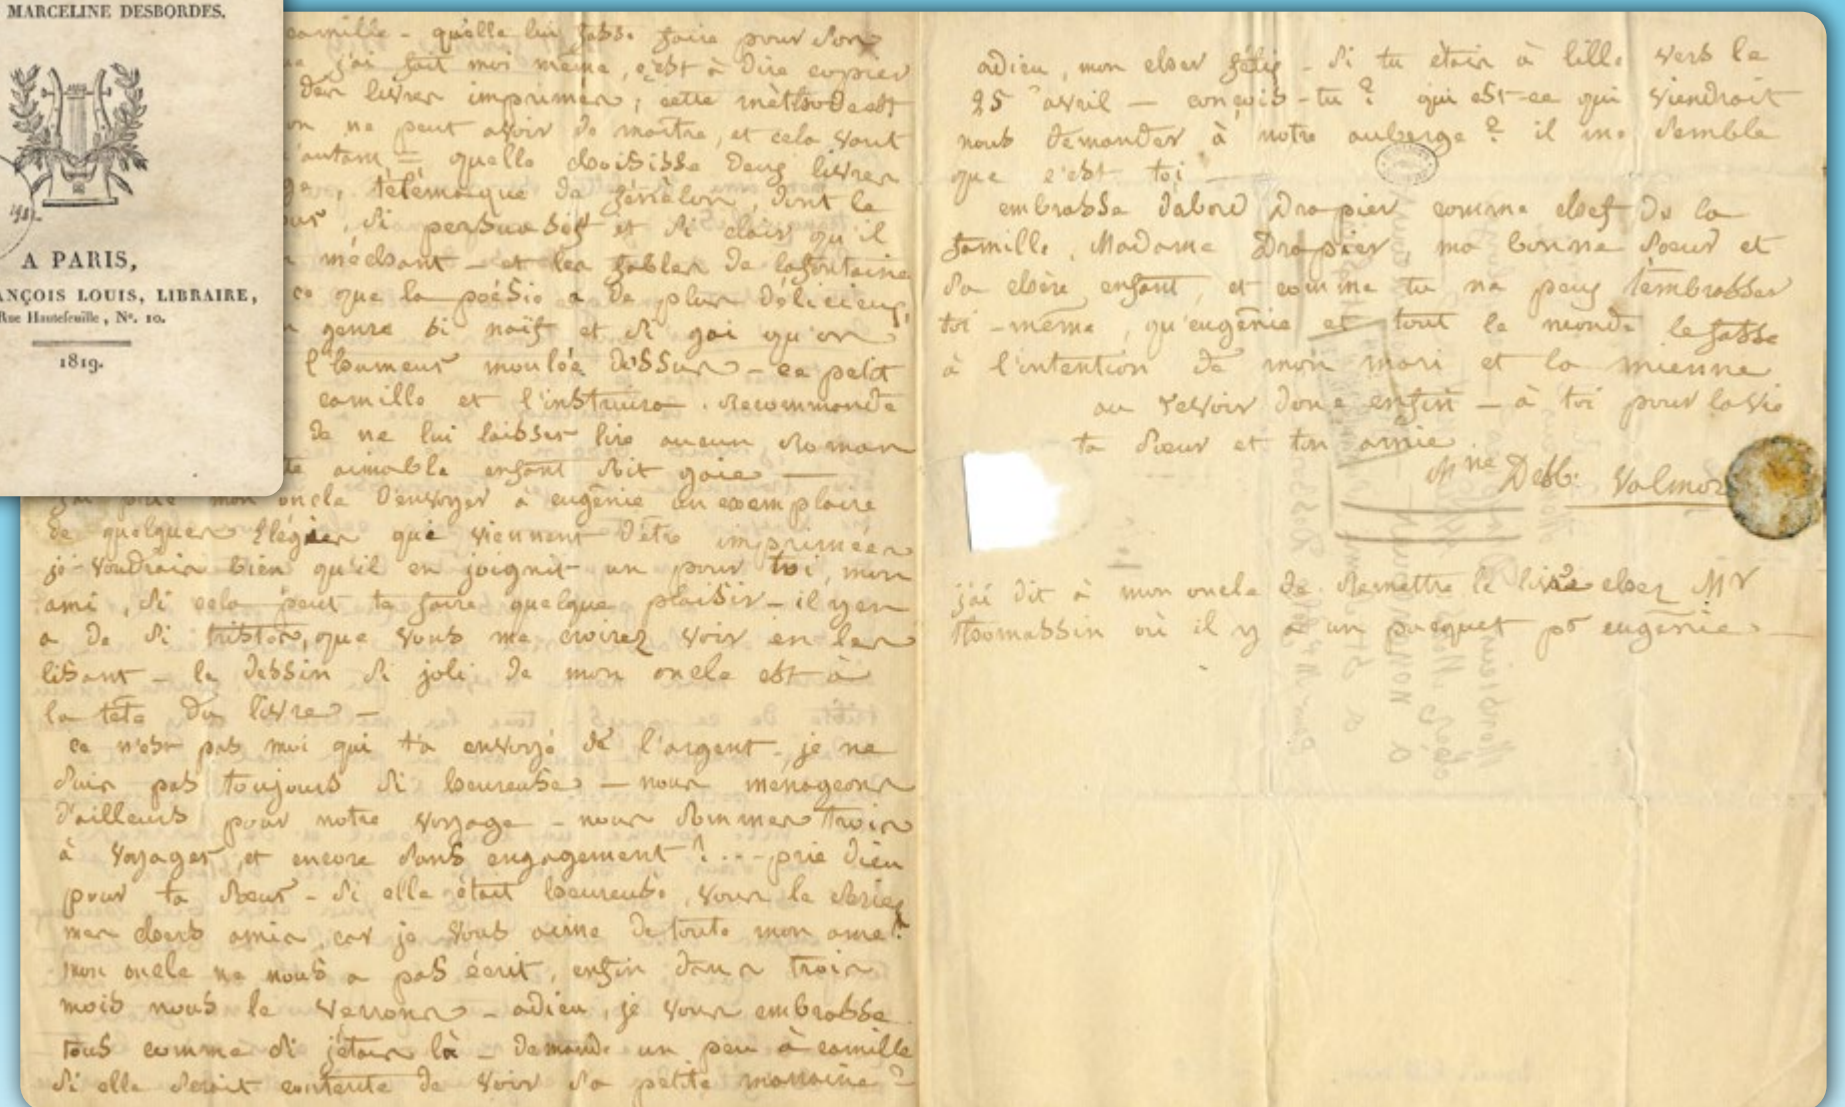 MARCELINE DESBORDES.
A PARIS,
NÇOIS LOUIS, LIBRAIRE,
Rue Hautefeuille, N°. 10.
1819.
camille - qu'elle lui fasse faire pour son
j'ai fait moi même, c'est à dire copier
des livres imprimés, cette méthode est
on ne peut avoir de maître, et cela vaut
d'autant = quelle choisisse deux livres
télémaque de fénélon, dont le
si persuasif et si clair qu'il
méchant - et les fables de lafontaine
ce que la poésie a de plus délicieux,
genre si naïf et si gai qu'on
l'humeur moulée dessus - ce petit
camille et l'instruira. recommande
de ne lui laisser lire aucun roman
aimable enfant soit gaie —
j'ai prié mon oncle d'envoyer à eugénie un exemplaire
de quelques élégies qui viennent d'être imprimées
je voudrais bien qu'il en joignit un pour toi, mon
ami, si cela peut te faire quelque plaisir - il y en
a de si tristes, que vous me croirez voir en les
lisant - le dessin si joli de mon oncle est à
la tête du livre -
ce n'est pas moi qui t'a envoyé de l'argent, je ne
suis pas toujours si heureuse - nous ménageons
d'ailleurs pour notre voyage - nous sommes trois
à voyager, et encore sans engagement ! ... - prie dieu
pour ta sœur - si elle était heureuse, vous le seriez
mes chers amis, car je vous aime de toute mon ame !
mon oncle ne nous a pas écrit, enfin dans trois
mois nous le verrons - adieu, je vous embrasse
tous comme si j'étais là - demande un peu à camille
si elle serait contente de voir sa petite marraine ?
adieu, mon cher félix - si tu étais à lille vers le
25 avril - conçois-tu ? qui est-ce qui viendrait
nous demander à notre auberge ? il me semble
que c'est toi -
embrasse d'abord Drapier comme chef de la
famille, Madame Drapier, ma bonne sœur et
sa chère enfant, et comme tu ne peux t'embrasser
toi-même, qu'eugénie et tout le monde le fasse
à l'intention de mon mari et la mienne
au revoir donc enfin - à toi pour la vie
ta sœur et ton amie.
Mne Desb: Valmore
j'ai dit à mon oncle de remettre le livre chez Mr
Thomassin où il y a un pacquet pr eugénie -